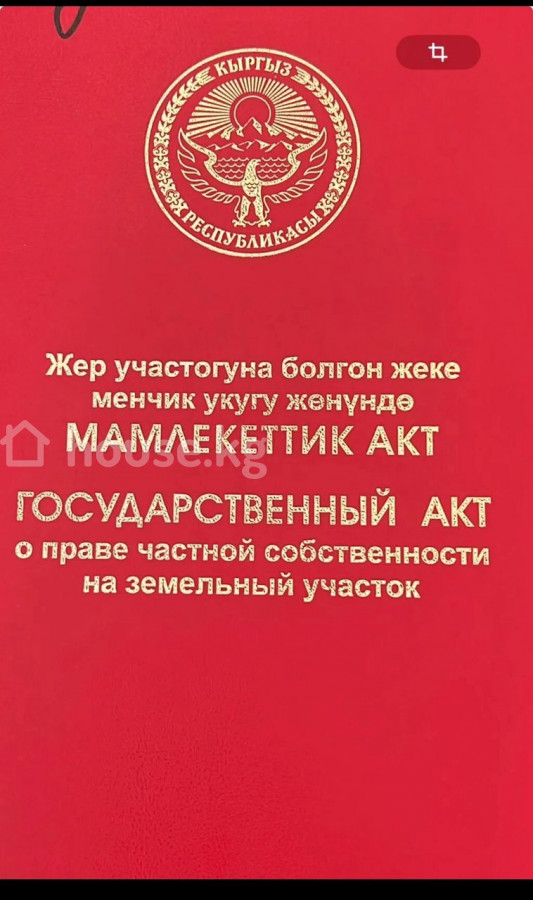 КЫРГЫЗ
РЕСПУБЛИКАСЫ
Жер участогуна болгон жеке
менчик укугу жөнүндө
МАМЛЕКЕТТИК АКТ
house.kg
ГОСУДАРСТВЕННЫЙ АКТ
о праве частной собственности
на земельный участок